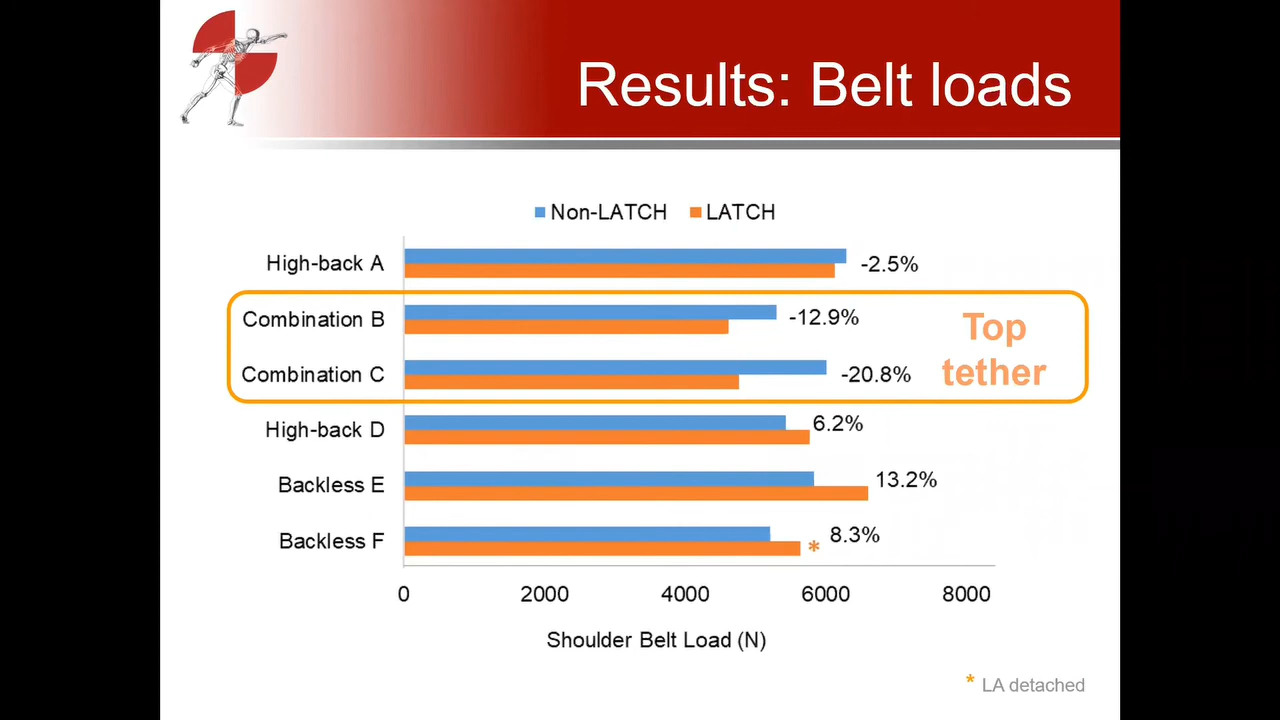 Results: Belt loads
Non-LATCH LATCH
High-back A -2.5%
Combination B -12.9%
Combination C -20.8%
Top
tether
High-back D 6.2%
Backless E 13.2%
Backless F * 8.3%
0 2000 4000 6000 8000
Shoulder Belt Load (N)
* LA detached